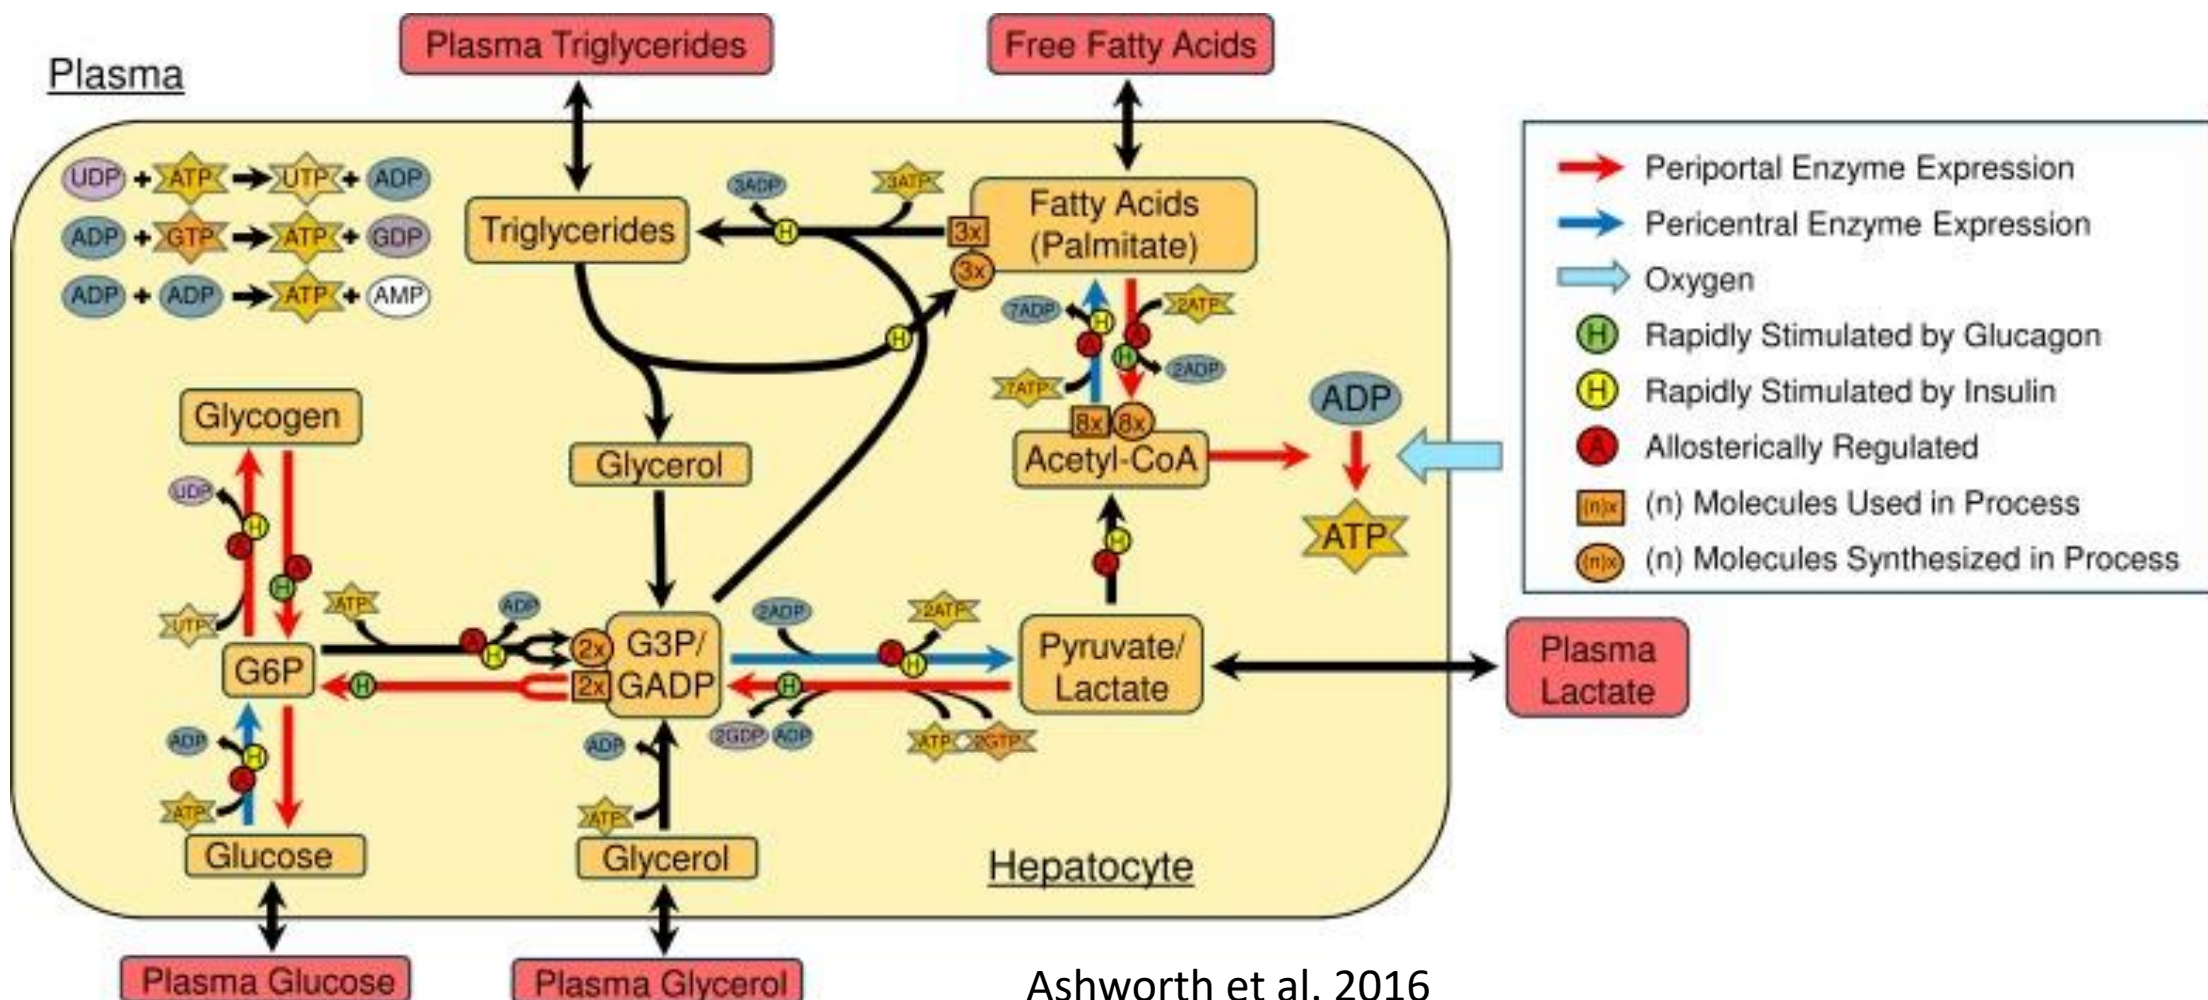 Plasma Triglycerides
Free Fatty Acids
Plasma
UDP + ATP UTP + ADP
ADP + GTP ATP + GDP
ADP + ADP ATP + AMP
3ADP
3ATP
Triglycerides
3x
3x
Fatty Acids
(Palmitate)
H
H
7ADP
H
A
7ATP
2ATP
A
H
2ADP
8x
8x
Acetyl-CoA
ADP
ATP
Periportal Enzyme Expression
Pericentral Enzyme Expression
Oxygen
H Rapidly Stimulated by Glucagon
H Rapidly Stimulated by Insulin
A Allosterically Regulated
(n)x (n) Molecules Used in Process
(n)x (n) Molecules Synthesized in Process
Glycogen
Glycerol
UDP
H
A
UTP
A
H
H
A
G6P
ATP
A
H
ADP
2x
2x
H
G3P/
GADP
2ADP
A
H
2ATP
H
2GDP
ADP
ATP
2GTP
Pyruvate/
Lactate
Plasma
Lactate
ADP
H
A
ATP
Glucose
ADP
ATP
Glycerol
Hepatocyte
Plasma Glucose
Plasma Glycerol
Ashworth et al. 2016